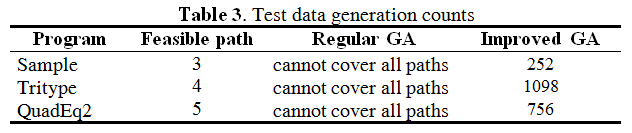 Table 3. Test data generation counts
Program Feasible path Regular GA Improved GA
Sample 3 cannot cover all paths 252
Tritype 4 cannot cover all paths 1098
QuadEq2 5 cannot cover all paths 756